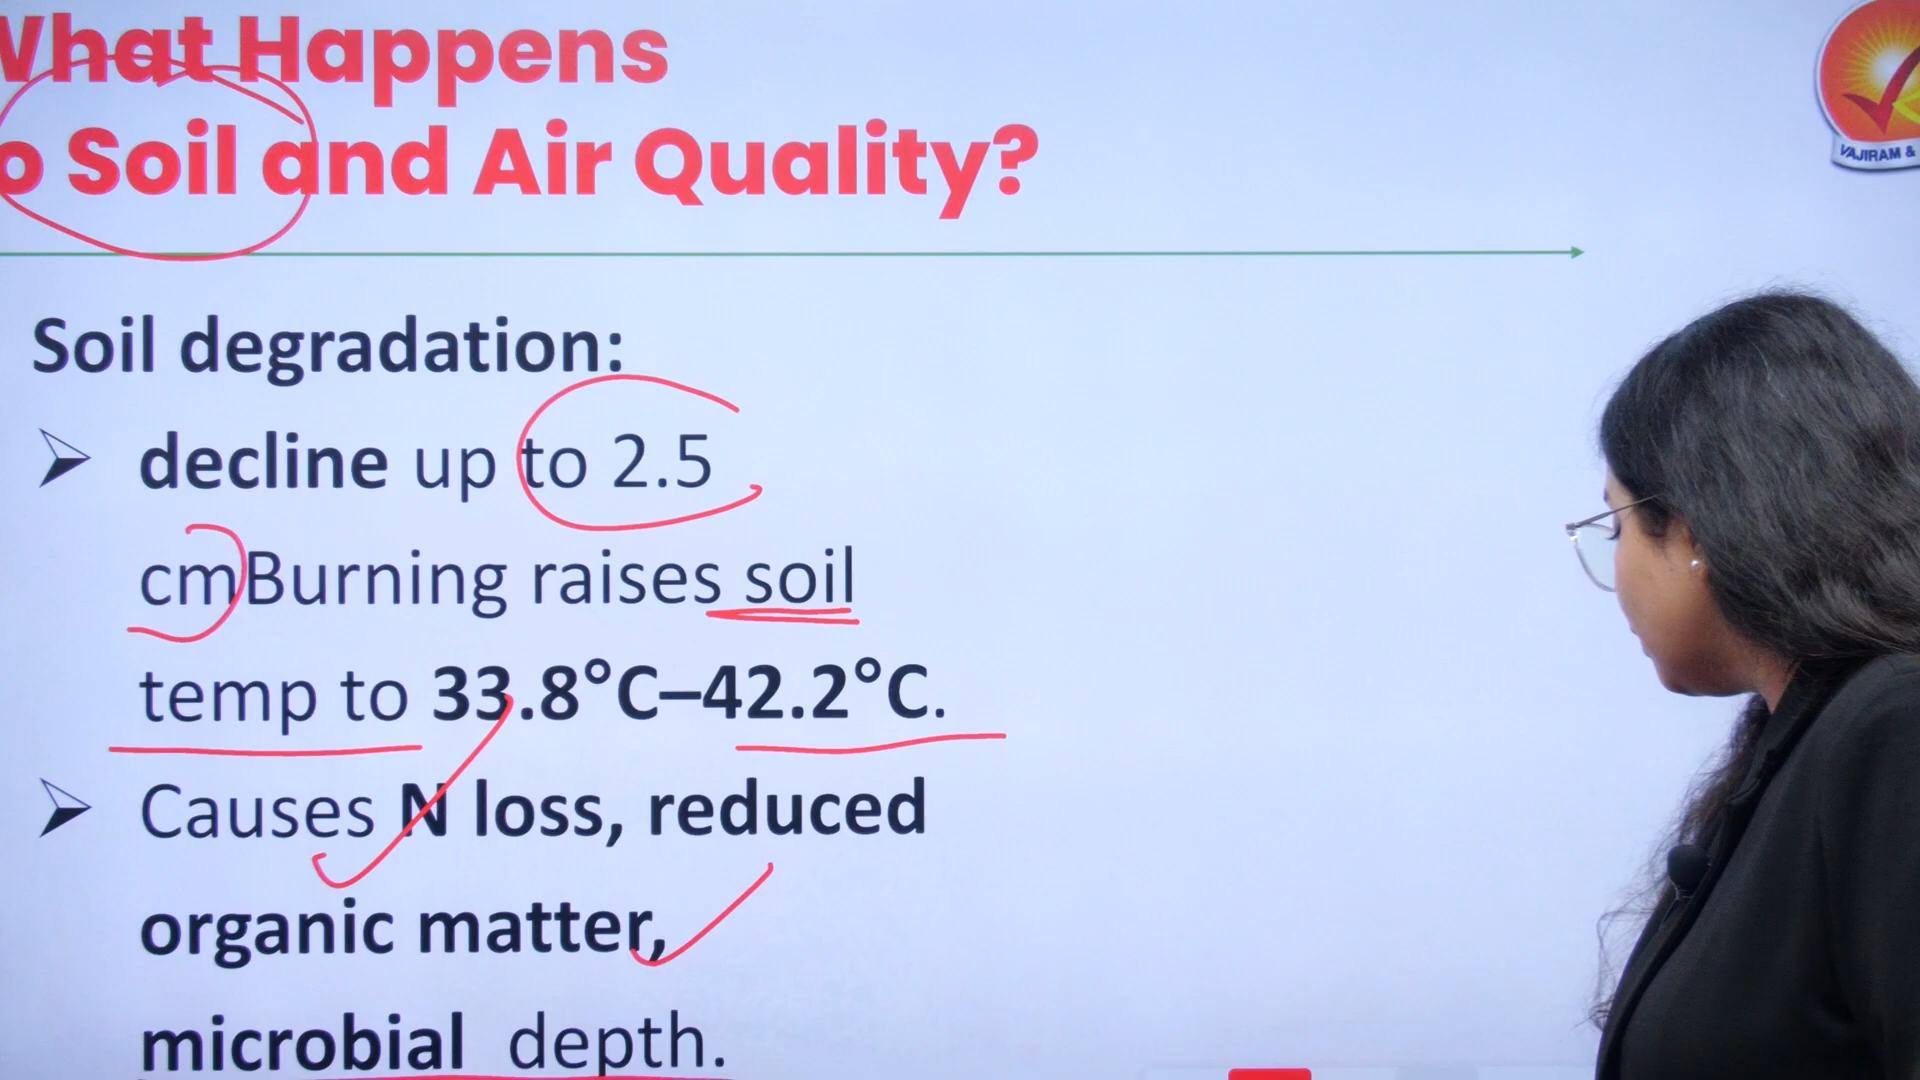 What Happens
o Soil and Air Quality?
VAJIRAM &
Soil degradation:
decline up to 2.5
cmBurning raises soil
temp to 33.8°C–42.2°C.
Causes N loss, reduced
organic matter,
microbial depth.